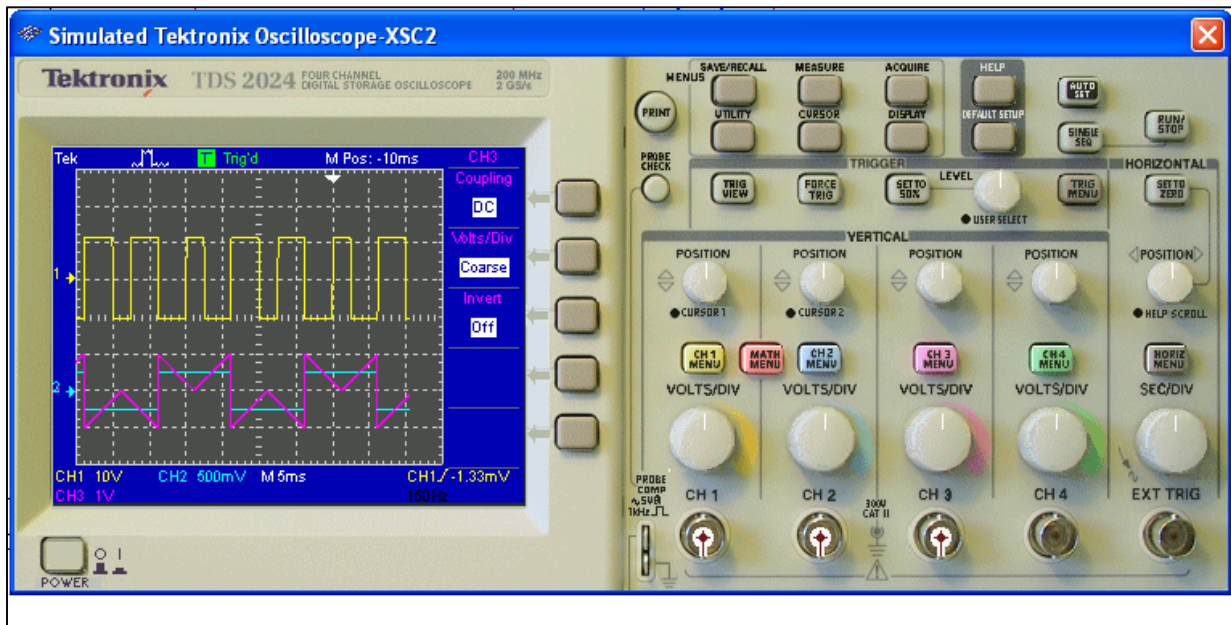 Simulated Tektronix Oscilloscope-XSC2
Tektronix TDS 2024 FOUR CHANNEL DIGITAL STORAGE OSCILLOSCOPE 200 MHz 2 GS/s
Tek T Trig'd M Pos: -10ms CH3
Coupling
DC
Volts/Div
Coarse
Invert
Off
1
2
CH1 10V CH2 500mV M 5ms CH1 -1.33mV
CH3 1V 150Hz
POWER
MENUS
SAVE/RECALL MEASURE ACQUIRE
UTILITY CURSOR DISPLAY
HELP
DEFAULT SETUP
AUTO SET
SINGLE SEQ
RUN/STOP
PRINT
PROBE CHECK
TRIGGER
TRIG VIEW
FORCE TRIG
SET TO 50%
LEVEL
USER SELECT
TRIG MENU
HORIZONTAL
SET TO ZERO
VERTICAL
POSITION POSITION POSITION POSITION POSITION
CURSOR 1 CURSOR 2 HELP SCROLL
CH 1 MENU MATH MENU CH 2 MENU CH 3 MENU CH 4 MENU HORIZ MENU
VOLTS/DIV VOLTS/DIV VOLTS/DIV VOLTS/DIV SEC/DIV
PROBE COMP
~5V@
1kHz
CH 1 CH 2 CH 3 CH 4 EXT TRIG
300V
CAT II